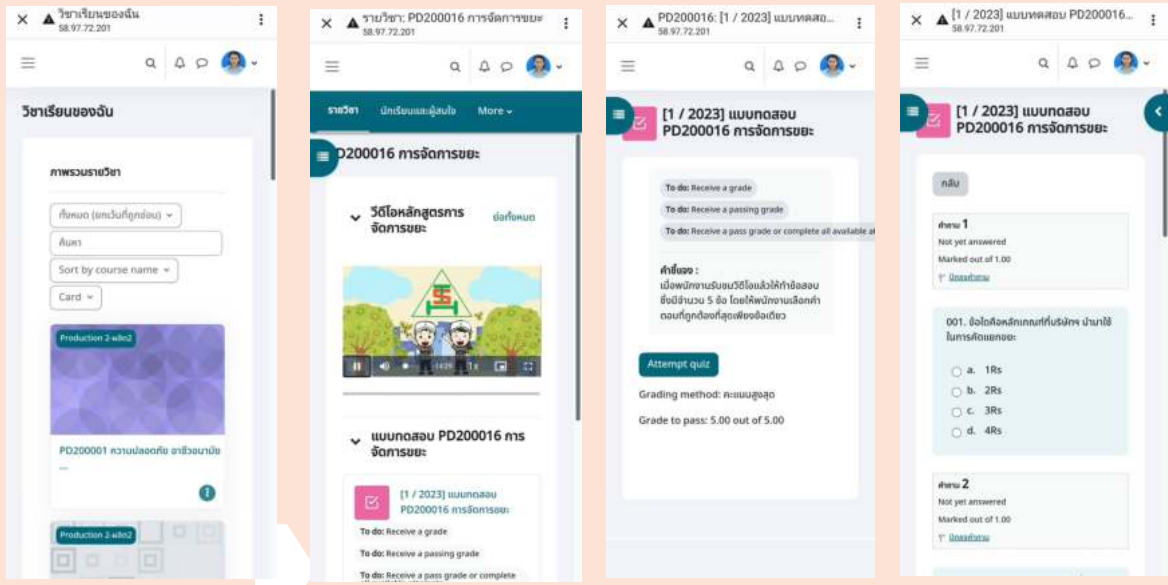 วิชาเรียนของฉัน
58.97.72.201
วิชาเรียนของฉัน
ภาพรวมรายวิชา
ทั้งหมด (ยกเว้นที่ถูกซ่อน)
ค้นหา
Sort by course name
Card
Production 2-ผลิต2
PD200001 ความปลอดภัย อาชีวอนามัย
...
Production 2-ผลิต2
รายวิชา: PD200016 การจัดการขยะ
58.97.72.201
รายวิชา นักเรียนและผู้สนใจ More
PD200016 การจัดการขยะ
วีดีโอหลักสูตรการ
จัดการขยะ
ย่อทั้งหมด
14:29 1x
แบบทดสอบ PD200016 การ
จัดการขยะ
[1 / 2023] แบบทดสอบ
PD200016 การจัดการขยะ
To do: Receive a grade
To do: Receive a passing grade
To do: Receive a pass grade or complete
PD200016: [1 / 2023] แบบทดส...
58.97.72.201
[1 / 2023] แบบทดสอบ
PD200016 การจัดการขยะ
To do: Receive a grade
To do: Receive a passing grade
To do: Receive a pass grade or complete all available at
คำชี้แจง :
เมื่อพนักงานรับชมวิดีโอแล้วให้ทำข้อสอบ
ซึ่งมีจำนวน 5 ข้อ โดยให้พนักงานเลือกคำ
ตอบที่ถูกต้องที่สุดเพียงข้อเดียว
Attempt quiz
Grading method: คะแนนสูงสุด
Grade to pass: 5.00 out of 5.00
[1 / 2023] แบบทดสอบ PD200016...
58.97.72.201
[1 / 2023] แบบทดสอบ
PD200016 การจัดการขยะ
กลับ
คำถาม 1
Not yet answered
Marked out of 1.00
ปักธงคำถาม
001. ข้อใดคือหลักเกณฑ์ที่บริษัทฯ นำมาใช้
ในการคัดแยกขยะ
a. 1Rs
b. 2Rs
c. 3Rs
d. 4Rs
คำถาม 2
Not yet answered
Marked out of 1.00
ปักธงคำถาม